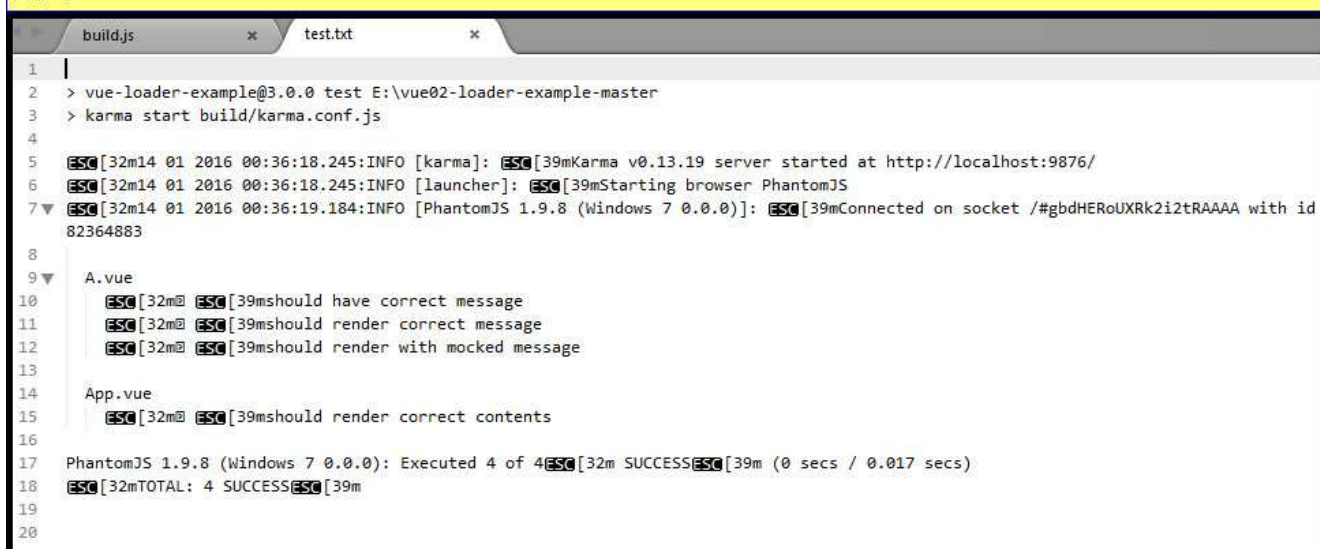 build.js × test.txt ×
1
2 > vue-loader-example@3.0.0 test E:\vue02-loader-example-master
3 > karma start build/karma.conf.js
4
5 ESC[32m14 01 2016 00:36:18.245:INFO [karma]: ESC[39mKarma v0.13.19 server started at http://localhost:9876/
6 ESC[32m14 01 2016 00:36:18.245:INFO [launcher]: ESC[39mStarting browser PhantomJS
7 ESC[32m14 01 2016 00:36:19.184:INFO [PhantomJS 1.9.8 (Windows 7 0.0.0)]: ESC[39mConnected on socket /#gbdHERoUXRk2i2tRAAAA with id
82364883
8
9 A.vue
10 ESC[32m ESC[39mshould have correct message
11 ESC[32m ESC[39mshould render correct message
12 ESC[32m ESC[39mshould render with mocked message
13
14 App.vue
15 ESC[32m ESC[39mshould render correct contents
16
17 PhantomJS 1.9.8 (Windows 7 0.0.0): Executed 4 of 4ESC[32m SUCCESSESC[39m (0 secs / 0.017 secs)
18 ESC[32mTOTAL: 4 SUCCESSESC[39m
19
20